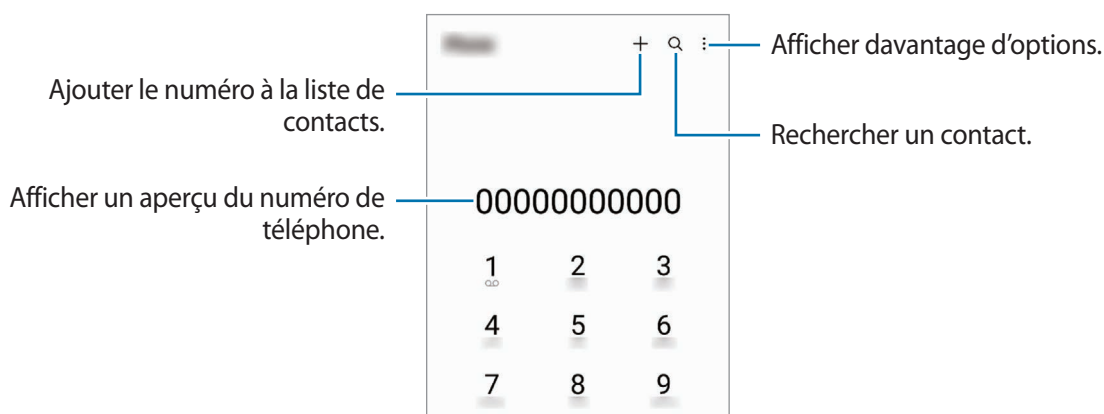 Afficher davantage d'options.
Ajouter le numéro à la liste de
contacts.
Rechercher un contact.
Afficher un aperçu du numéro de
téléphone.
00000000000
1 2 3
4 5 6
7 8 9